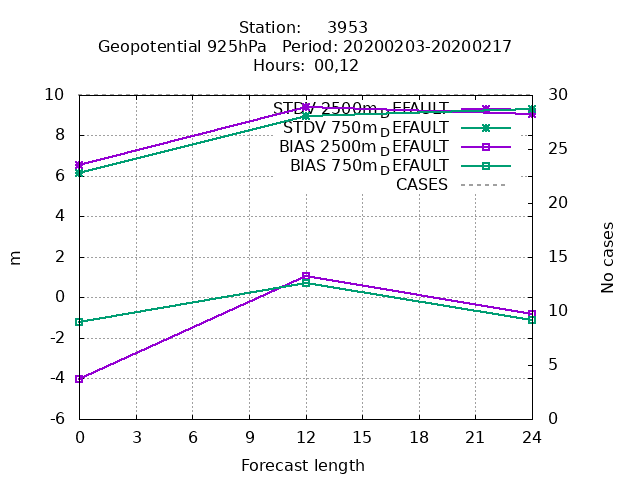 Station: 3953
Geopotential 925hPa Period: 20200203-20200217
Hours: 00,12
10
8
6
4
2
0
-2
-4
-6
m
STDV 2500m_DEFAULT
STDV 750m_DEFAULT
BIAS 2500m_DEFAULT
BIAS 750m_DEFAULT
CASES
30
25
20
15
10
5
0
No cases
0 3 6 9 12 15 18 21 24
Forecast length